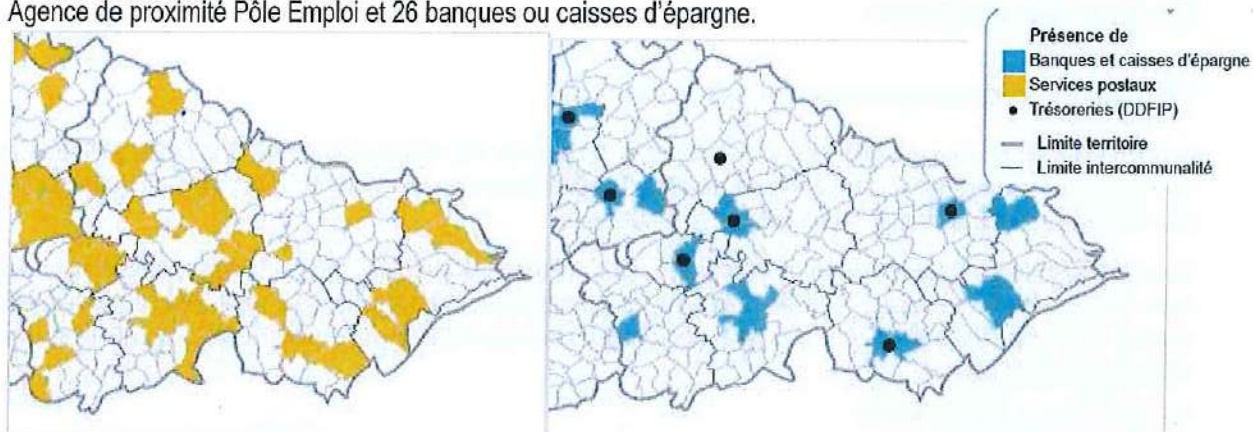 Agence de proximité Pôle Emploi et 26 banques ou caisses d'épargne.
Présence de
Banques et caisses d'épargne
Services postaux
Trésoreries (DDFIP)
Limite territoire
Limite intercommunalité